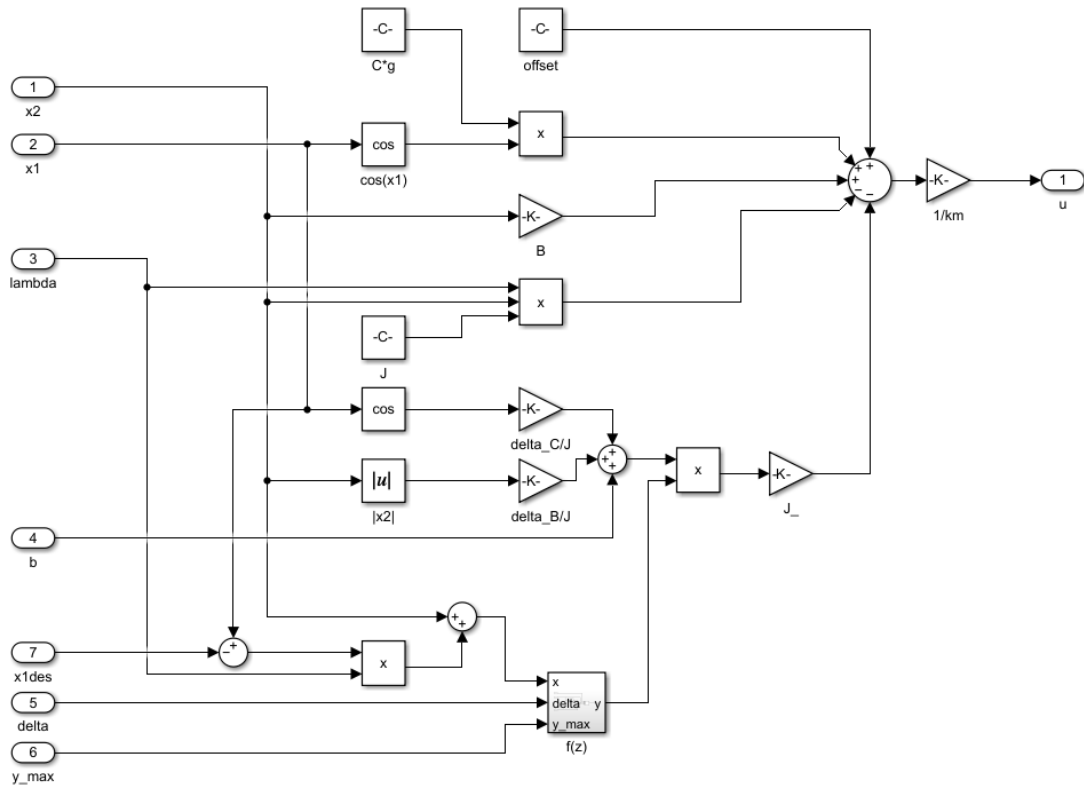 -C-
C*g
-C-
offset
1
x2
2
x1
cos
cos(x1)
x
+
+
+
−
−
-K-
1/km
1
u
-K-
B
3
lambda
x
-C-
J
cos
-K-
delta_C/J
|u|
|x2|
-K-
delta_B/J
+
+
+
x
-K-
J_
4
b
+
+
7
x1des
−
+
x
5
delta
6
y_max
x
delta
y_max
y
f(z)